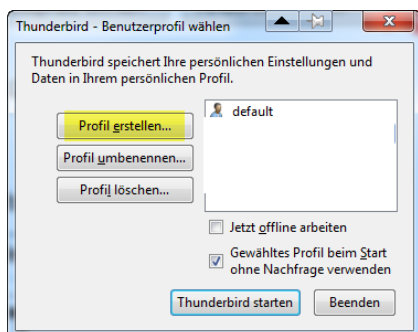 Thunderbird - Benutzerprofil wählen
Thunderbird speichert Ihre persönlichen Einstellungen und
Daten in Ihrem persönlichen Profil.
Profil erstellen...
default
Profil umbenennen...
Profil löschen...
Jetzt offline arbeiten
Gewähltes Profil beim Start
ohne Nachfrage verwenden
Thunderbird starten
Beenden